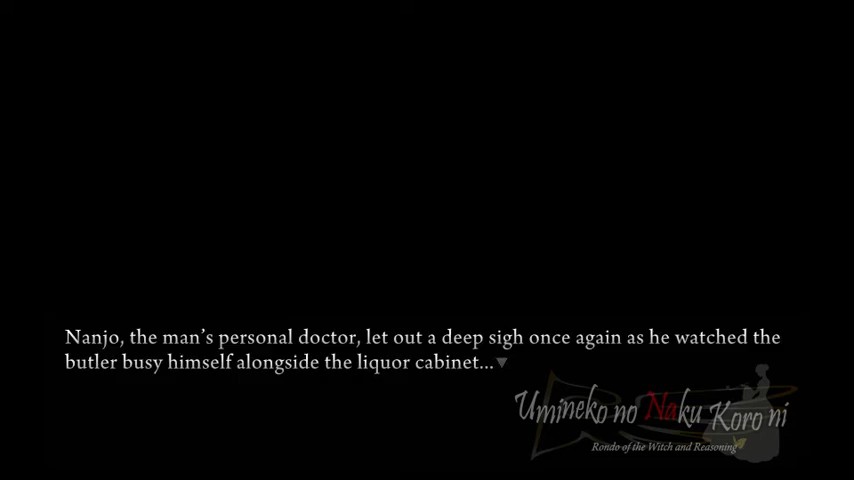 Nanjo, the man's personal doctor, let out a deep sigh once again as he watched the
butler busy himself alongside the liquor cabinet...
Umineko no Naku Koro ni
Rondo of the Witch and Reasoning